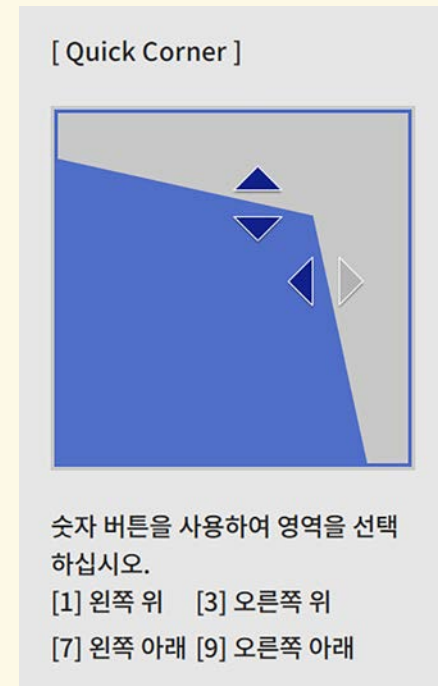 [ Quick Corner ]
숫자 버튼을 사용하여 영역을 선택
하십시오.
[1] 왼쪽 위 [3] 오른쪽 위
[7] 왼쪽 아래 [9] 오른쪽 아래